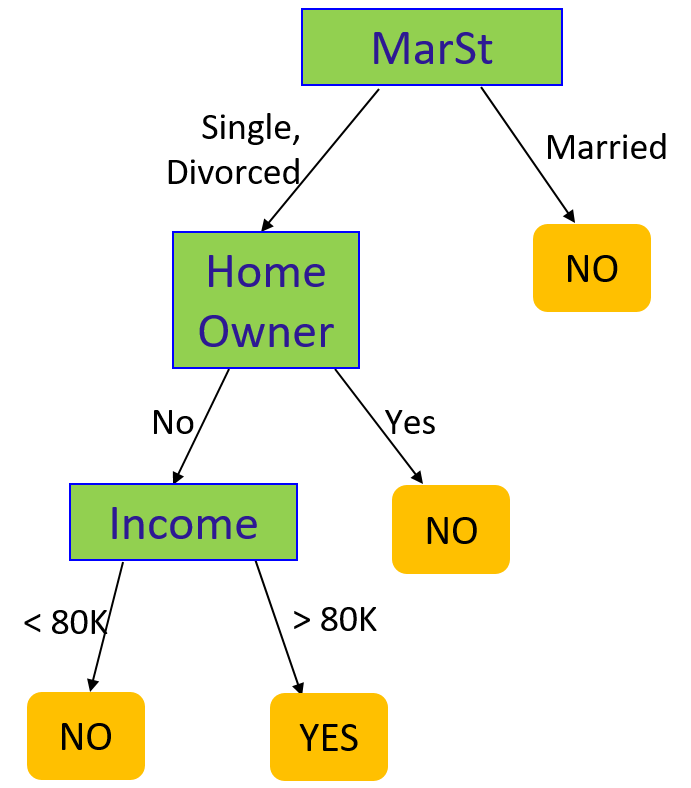 MarSt
Single,
Divorced
Married
Home
Owner
NO
No
Yes
Income
NO
< 80K
> 80K
NO
YES